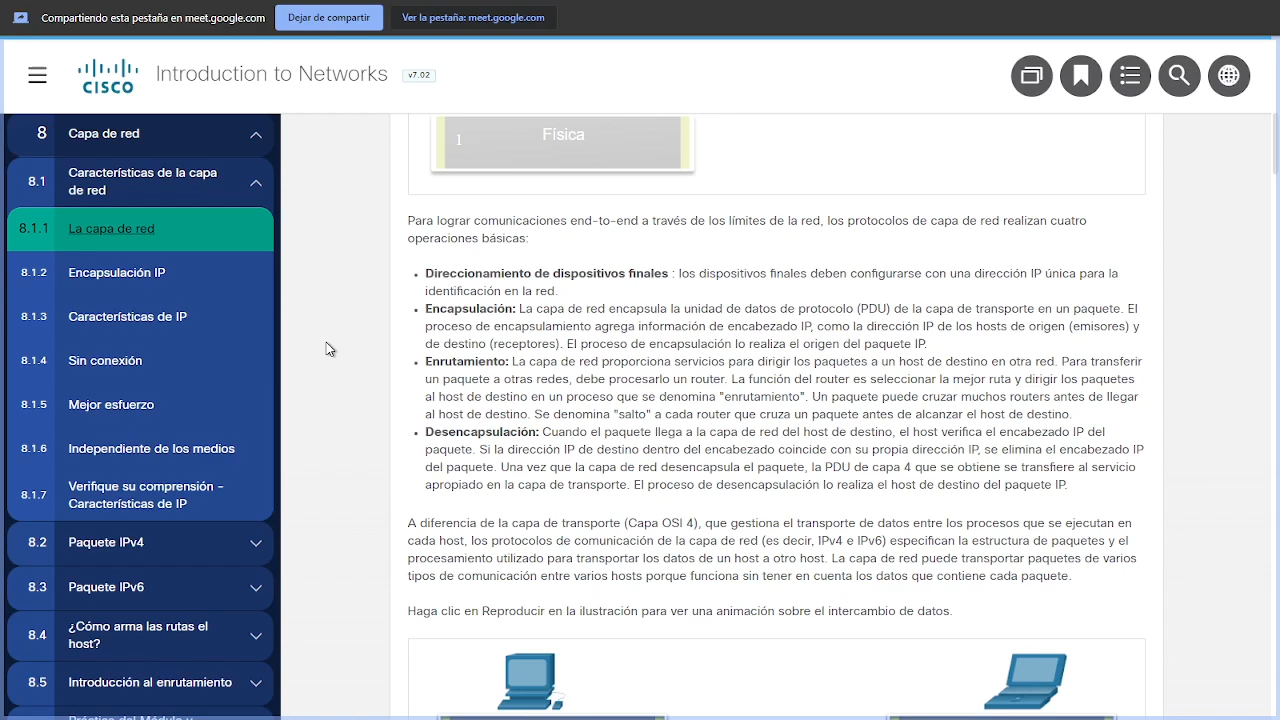 Compartiendo esta pestaña en meet.google.com
Dejar de compartir
Ver la pestaña: meet.google.com
CISCO
Introduction to Networks
v7.02
8 Capa de red
8.1 Características de la capa
de red
8.1.1 La capa de red
8.1.2 Encapsulación IP
8.1.3 Características de IP
8.1.4 Sin conexión
8.1.5 Mejor esfuerzo
8.1.6 Independiente de los medios
8.1.7 Verifique su comprensión -
Características de IP
8.2 Paquete IPv4
8.3 Paquete IPv6
8.4 ¿Cómo arma las rutas el
host?
8.5 Introducción al enrutamiento
Práctica del Módulo y
1 Física
Para lograr comunicaciones end-to-end a través de los límites de la red, los protocolos de capa de red realizan cuatro
operaciones básicas:
• Direccionamiento de dispositivos finales : los dispositivos finales deben configurarse con una dirección IP única para la
identificación en la red.
• Encapsulación: La capa de red encapsula la unidad de datos de protocolo (PDU) de la capa de transporte en un paquete. El
proceso de encapsulamiento agrega información de encabezado IP, como la dirección IP de los hosts de origen (emisores) y
de destino (receptores). El proceso de encapsulación lo realiza el origen del paquete IP.
• Enrutamiento: La capa de red proporciona servicios para dirigir los paquetes a un host de destino en otra red. Para transferir
un paquete a otras redes, debe procesarlo un router. La función del router es seleccionar la mejor ruta y dirigir los paquetes
al host de destino en un proceso que se denomina "enrutamiento". Un paquete puede cruzar muchos routers antes de llegar
al host de destino. Se denomina "salto" a cada router que cruza un paquete antes de alcanzar el host de destino.
• Desencapsulación: Cuando el paquete llega a la capa de red del host de destino, el host verifica el encabezado IP del
paquete. Si la dirección IP de destino dentro del encabezado coincide con su propia dirección IP, se elimina el encabezado IP
del paquete. Una vez que la capa de red desencapsula el paquete, la PDU de capa 4 que se obtiene se transfiere al servicio
apropiado en la capa de transporte. El proceso de desencapsulación lo realiza el host de destino del paquete IP.
A diferencia de la capa de transporte (Capa OSI 4), que gestiona el transporte de datos entre los procesos que se ejecutan en
cada host, los protocolos de comunicación de la capa de red (es decir, IPv4 e IPv6) especifican la estructura de paquetes y el
procesamiento utilizado para transportar los datos de un host a otro host. La capa de red puede transportar paquetes de varios
tipos de comunicación entre varios hosts porque funciona sin tener en cuenta los datos que contiene cada paquete.
Haga clic en Reproducir en la ilustración para ver una animación sobre el intercambio de datos.